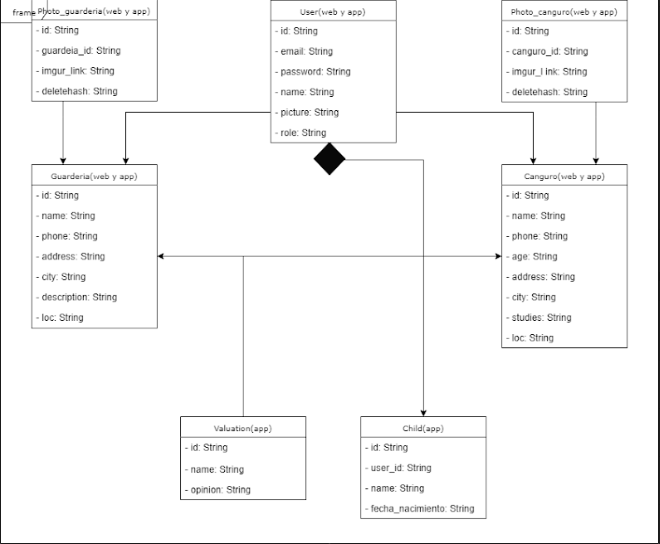 frame
Photo_guarderia(web y app)
- id: String
- guardeia_id: String
- imgur_link: String
- deletehash: String
User(web y app)
- id: String
- email: String
- password: String
- name: String
- picture: String
- role: String
Photo_canguro(web y app)
- id: String
- canguro_id: String
- imgur_l ink: String
- deletehash: String
Guarderia(web y app)
- id: String
- name: String
- phone: String
- address: String
- city: String
- description: String
- loc: String
Canguro(web y app)
- id: String
- name: String
- phone: String
- age: String
- address: String
- city: String
- studies: String
- loc: String
Valuation(app)
- id: String
- name: String
- opinion: String
Child(app)
- id: String
- user_id: String
- name: String
- fecha_nacimiento: String